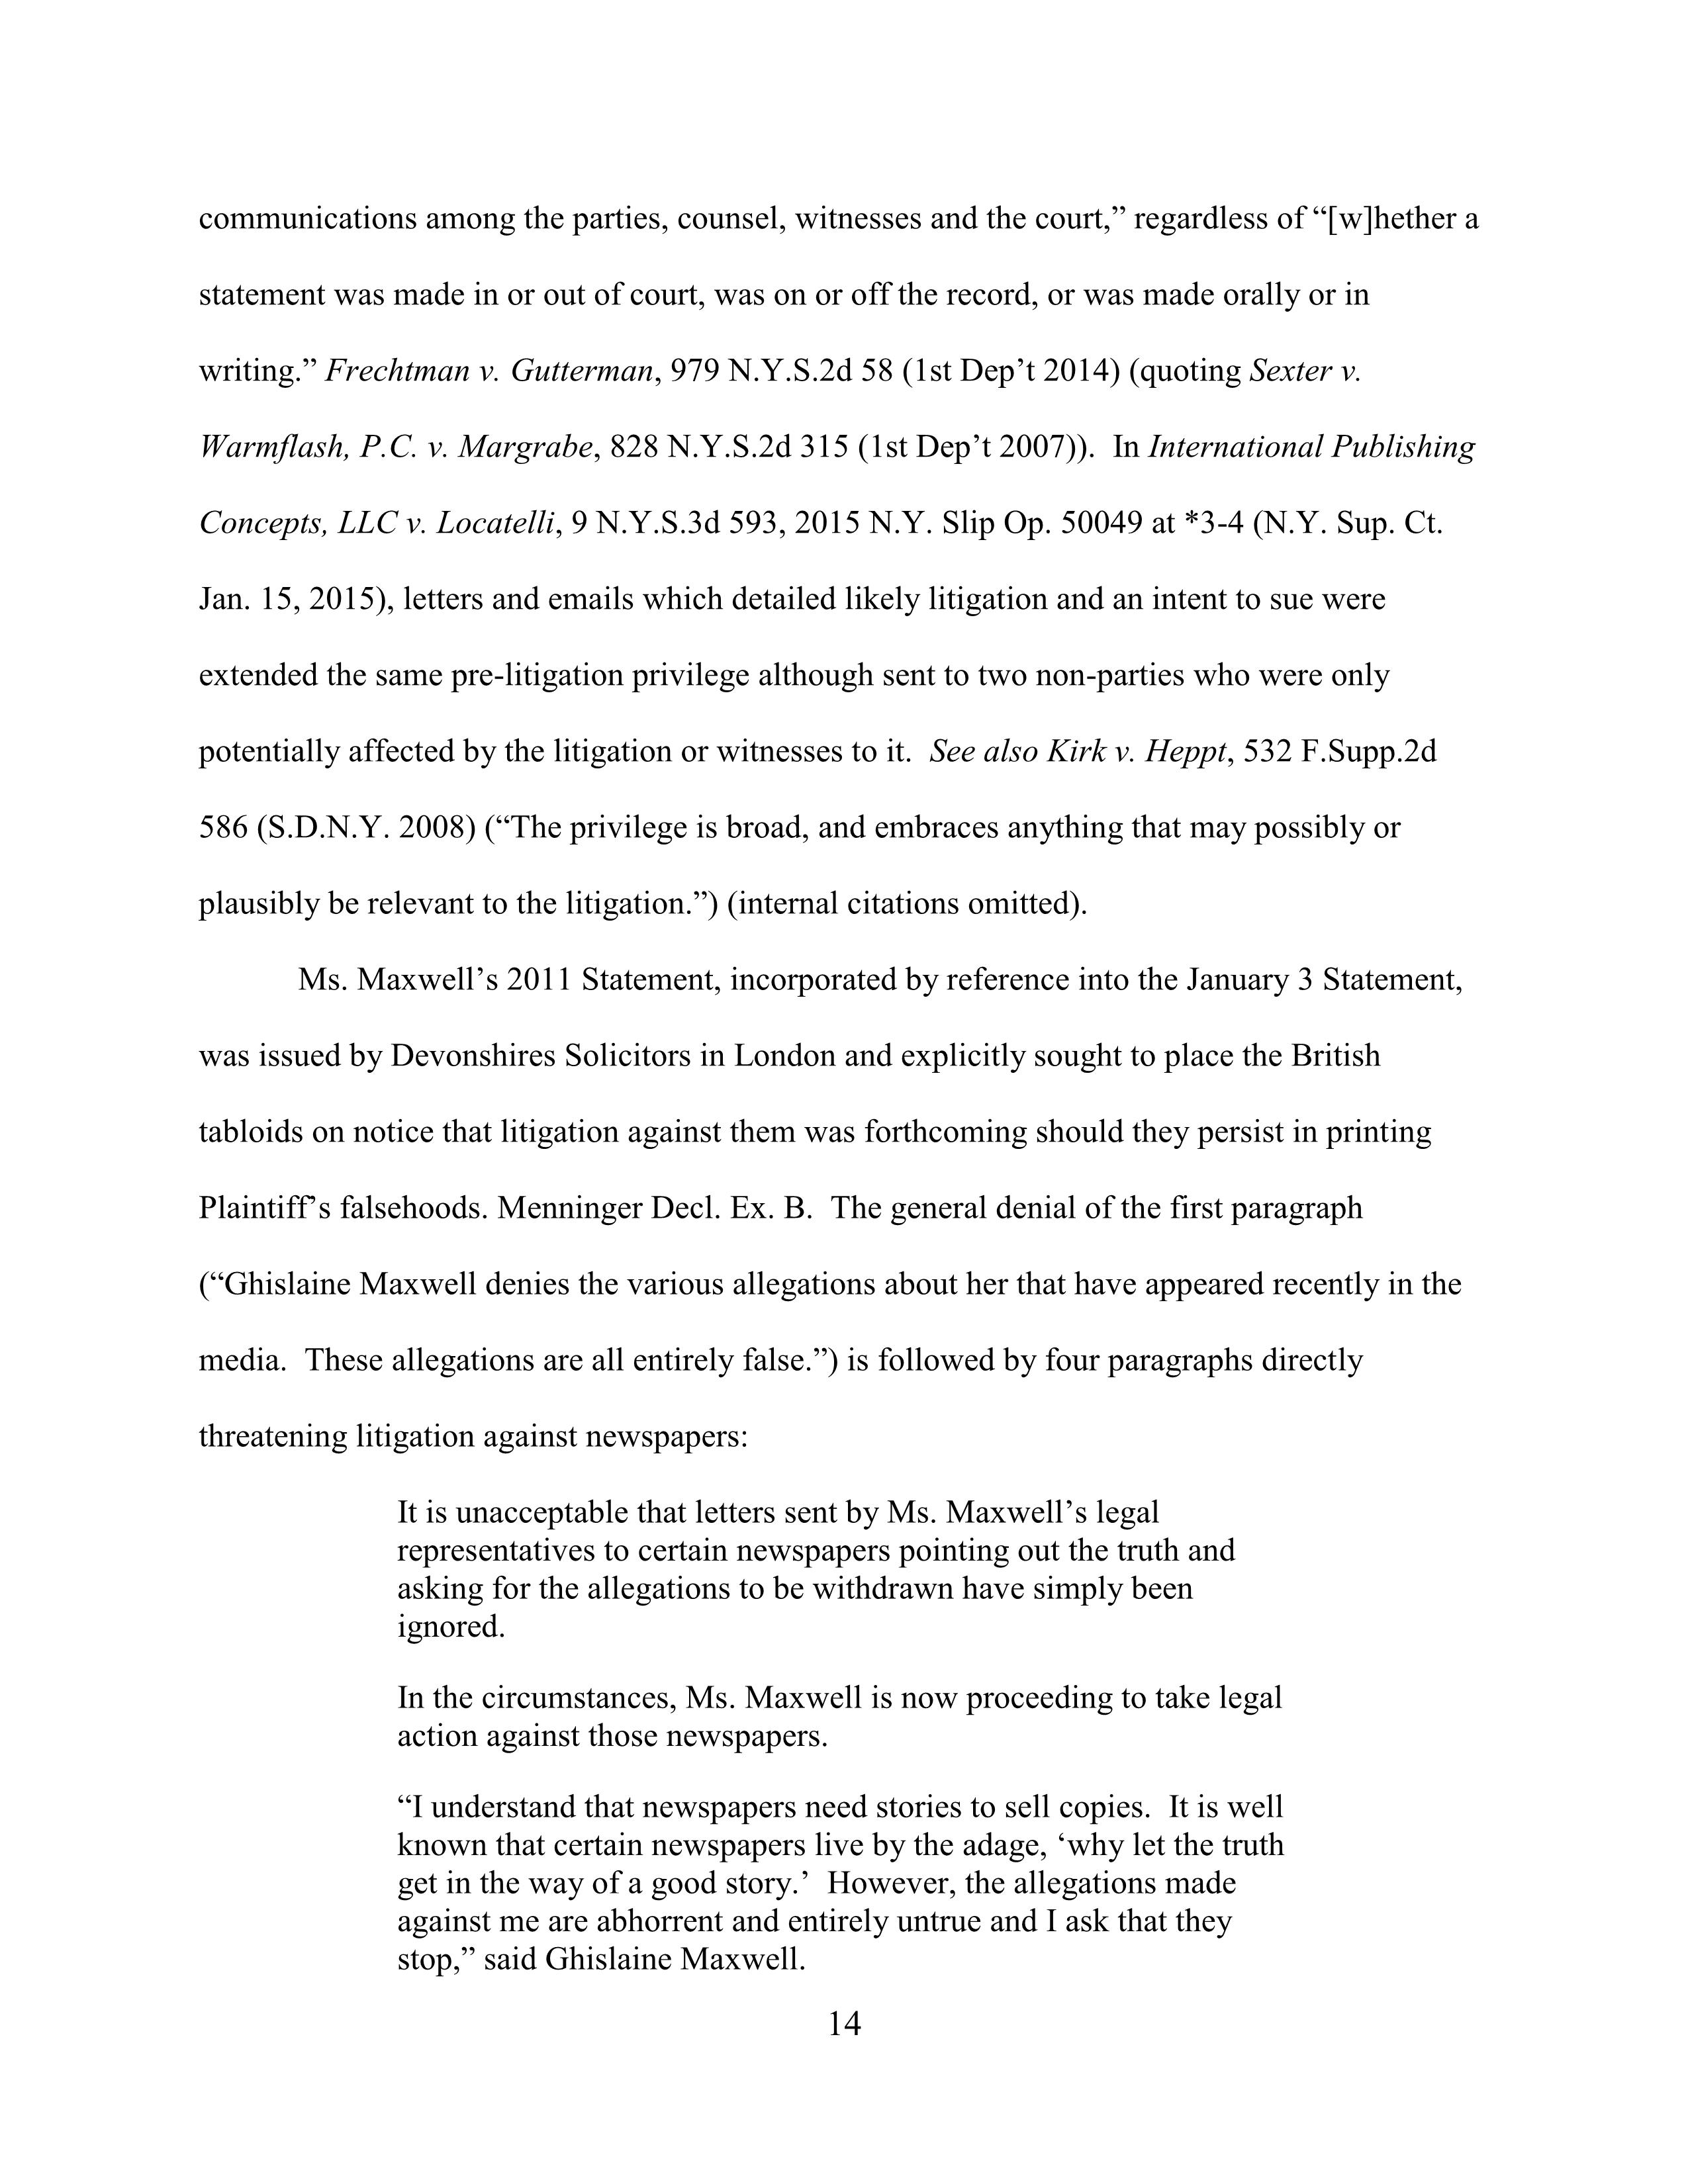 communications among the parties, counsel, witnesses and the court,” regardless of “[w]hether a
statement was made in or out of court, was on or off the record, or was made orally or in
writing.” Frechtman v. Gutterman, 979 N.Y.S.2d 58 (1st Dep’t 2014) (quoting Sexter v.
Warmflash, P.C. v. Margrabe, 828 N.Y.S.2d 315 (1st Dep’t 2007)).  In International Publishing
Concepts, LLC v. Locatelli, 9 N.Y.S.3d 593, 2015 N.Y. Slip Op. 50049 at *3-4 (N.Y. Sup. Ct.
Jan. 15, 2015), letters and emails which detailed likely litigation and an intent to sue were
extended the same pre-litigation privilege although sent to two non-parties who were only
potentially affected by the litigation or witnesses to it.  See also Kirk v. Heppt, 532 F.Supp.2d
586 (S.D.N.Y. 2008) (“The privilege is broad, and embraces anything that may possibly or
plausibly be relevant to the litigation.”) (internal citations omitted).
Ms. Maxwell’s 2011 Statement, incorporated by reference into the January 3 Statement,
was issued by Devonshires Solicitors in London and explicitly sought to place the British
tabloids on notice that litigation against them was forthcoming should they persist in printing
Plaintiff’s falsehoods. Menninger Decl. Ex. B.  The general denial of the first paragraph
(“Ghislaine Maxwell denies the various allegations about her that have appeared recently in the
media.  These allegations are all entirely false.”) is followed by four paragraphs directly
threatening litigation against newspapers:
It is unacceptable that letters sent by Ms. Maxwell’s legal
representatives to certain newspapers pointing out the truth and
asking for the allegations to be withdrawn have simply been
ignored.
In the circumstances, Ms. Maxwell is now proceeding to take legal
action against those newspapers.
“I understand that newspapers need stories to sell copies.  It is well
known that certain newspapers live by the adage, ‘why let the truth
get in the way of a good story.’  However, the allegations made
against me are abhorrent and entirely untrue and I ask that they
stop,” said Ghislaine Maxwell.
14